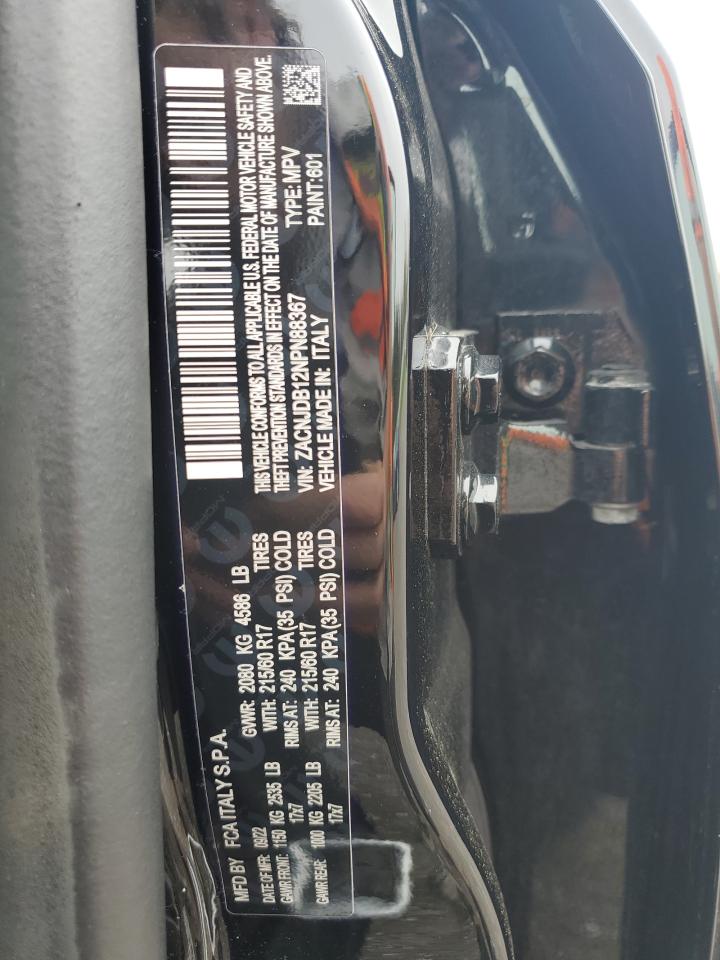 MFD BY FCA ITALY S.P.A.
DATE OF MFR: 09/22 GVWR: 2080 KG 4586 LB
GAWR FRONT: 1150 KG 2535 LB WITH: 215/60 R17 TIRES
17x7 RIMS AT: 240 KPA(35 PSI) COLD
GAWR REAR: 1000 KG 2205 LB WITH: 215/60 R17 TIRES
17x7 RIMS AT: 240 KPA(35 PSI) COLD
THIS VEHICLE CONFORMS TO ALL APPLICABLE U.S. FEDERAL MOTOR VEHICLE SAFETY AND
THEFT PREVENTION STANDARDS IN EFFECT ON THE DATE OF MANUFACTURE SHOWN ABOVE.
VIN: ZACNJDB12NPN88367 TYPE: MPV
VEHICLE MADE IN: ITALY PAINT: 601